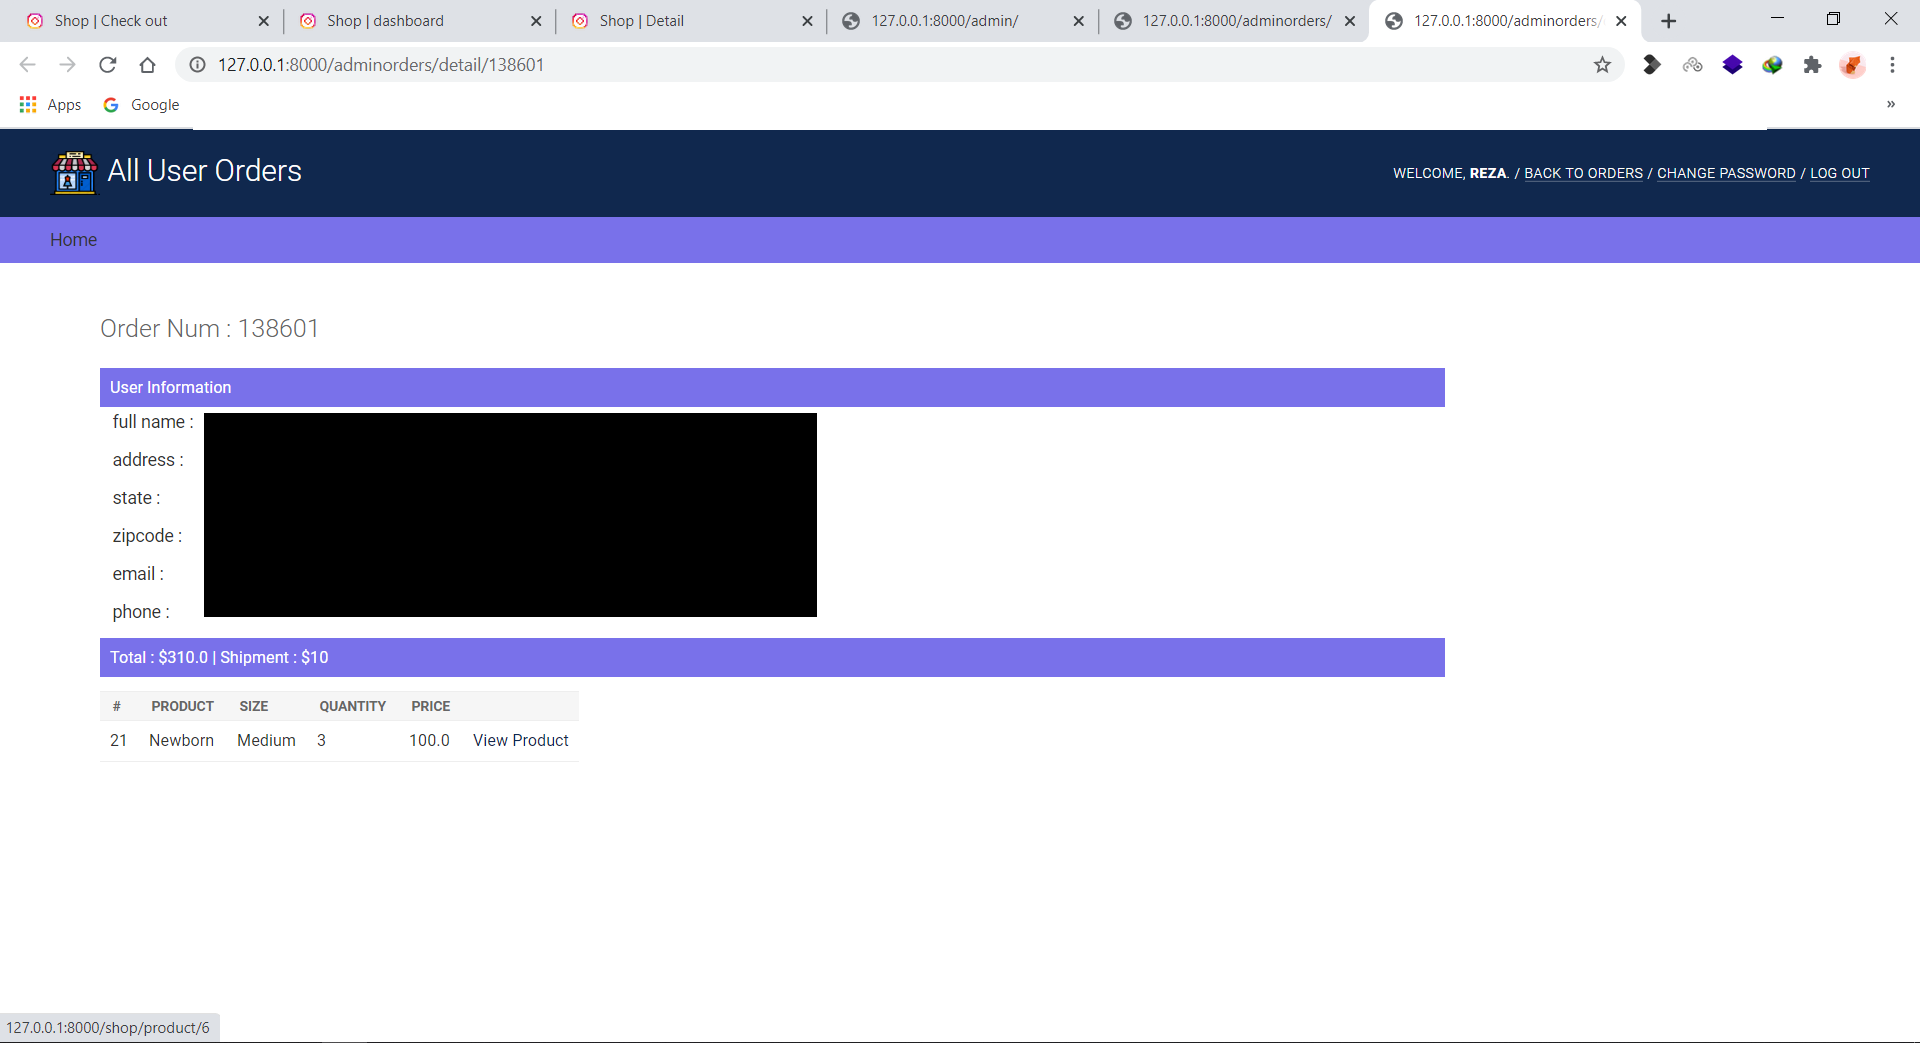 Shop | Check out
Shop | dashboard
Shop | Detail
127.0.0.1:8000/admin/
127.0.0.1:8000/adminorders/
127.0.0.1:8000/adminorders/
127.0.0.1:8000/adminorders/detail/138601
Apps
Google
»
All User Orders
WELCOME, REZA. / BACK TO ORDERS / CHANGE PASSWORD / LOG OUT
Home
Order Num : 138601
User Information
full name :
address :
state :
zipcode :
email :
phone :
Total : $310.0 | Shipment : $10
# PRODUCT SIZE QUANTITY PRICE
21 Newborn Medium 3 100.0 View Product
127.0.0.1:8000/shop/product/6